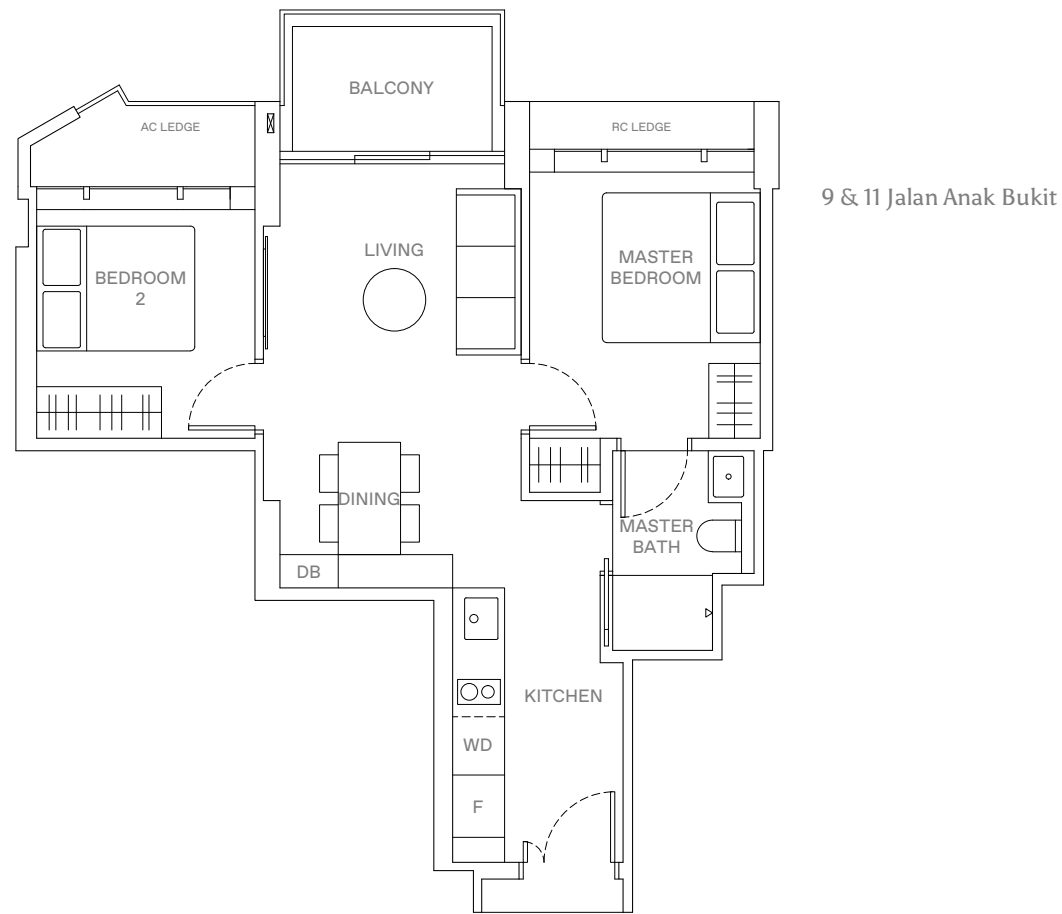 BALCONY
AC LEDGE
RC LEDGE
9 & 11 Jalan Anak Bukit
LIVING
MASTER
BEDROOM
BEDROOM
2
DINING
MASTER
BATH
DB
KITCHEN
WD
F